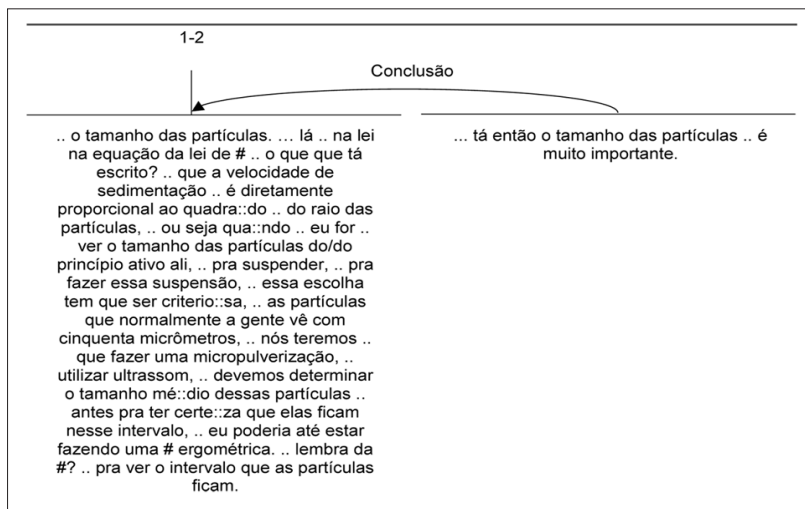 1-2
Conclusão
.. o tamanho das partículas. ... lá .. na lei
na equação da lei de # .. o que que tá
escrito? .. que a velocidade de
sedimentação .. é diretamente
proporcional ao quadra::do .. do raio das
partículas, .. ou seja qua::ndo .. eu for ..
ver o tamanho das partículas do/do
princípio ativo ali, .. pra suspender, .. pra
fazer essa suspensão, .. essa escolha
tem que ser criterio::sa, .. as partículas
que normalmente a gente vê com
cinquenta micrômetros, .. nós teremos ..
que fazer uma micropulverização, ..
utilizar ultrassom, .. devemos determinar
o tamanho mé::dio dessas partículas ..
antes pra ter certe::za que elas ficam
nesse intervalo, .. eu poderia até estar
fazendo uma # ergométrica. .. lembra da
#? .. pra ver o intervalo que as partículas
ficam.
... tá então o tamanho das partículas .. é
muito importante.